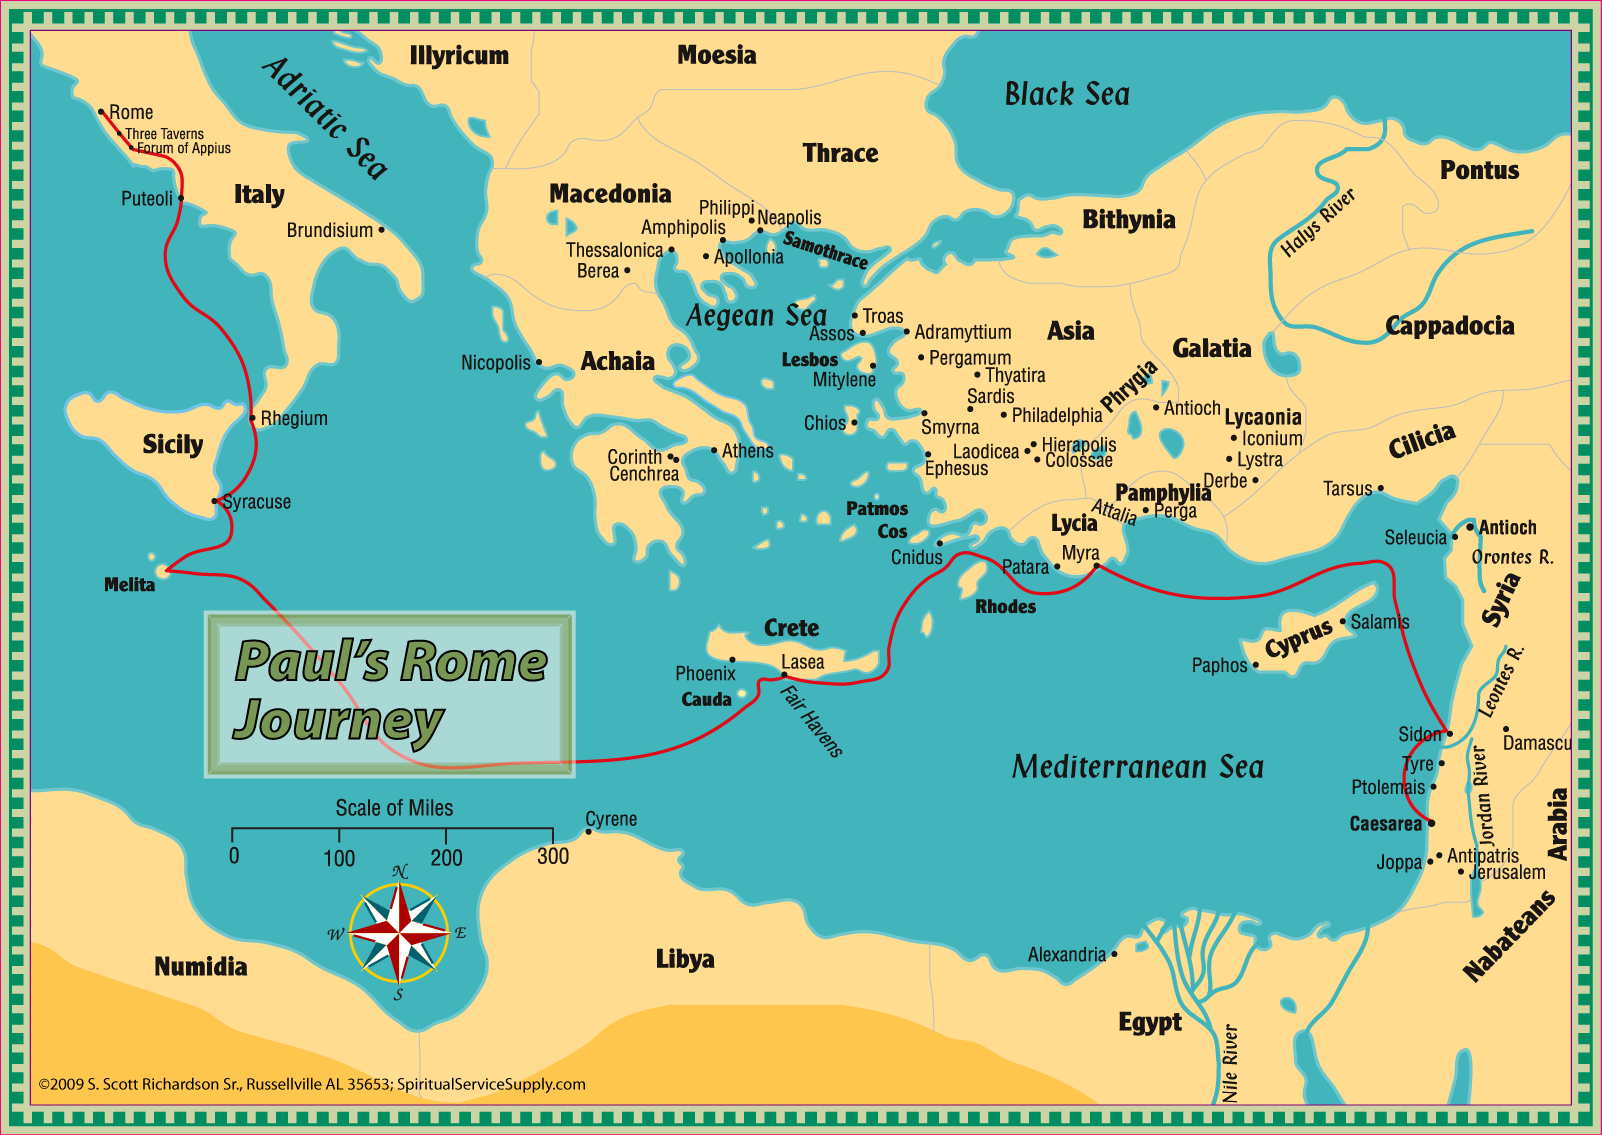 Illyricum
Moesia
Adriatic Sea
Black Sea
Rome
Three Taverns
Forum of Appius
Thrace
Pontus
Puteoli
Italy
Macedonia
Bithynia
Halys River
Brundisium
Philippi
Neapolis
Amphipolis
Samothrace
Thessalonica
Apollonia
Berea
Aegean Sea
Troas
Assos
Adramyttium
Asia
Galatia
Cappadocia
Nicopolis
Achaia
Lesbos
Pergamum
Mitylene
Thyatira
Phrygia
Sardis
Antioch
Lycaonia
Rhegium
Sicily
Chios
Smyrna
Philadelphia
Iconium
Cilicia
Corinth
Athens
Cenchrea
Ephesus
Laodicea
Hierapolis
Colossae
Lystra
Derbe
Tarsus
Syracuse
Patmos
Cos
Pamphylia
Attalia
Perga
Lycia
Antioch
Seleucia
Orontes R.
Cnidus
Myra
Patara
Syria
Melita
Rhodes
Crete
Cyprus
Salamis
Paul's Rome
Journey
Phoenix
Lasea
Paphos
Leontes R.
Cauda
Fair Havens
Sidon
Damascu
Mediterranean Sea
Tyre
Ptolemais
Jordan River
Arabia
Scale of Miles
0 100 200 300
Cyrene
Caesarea
Joppa
Antipatris
Jerusalem
N
W E
S
Nabateans
Numidia
Libya
Alexandria
Egypt
Nile River
©2009 S. Scott Richardson Sr., Russellville AL 35653; SpiritualServiceSupply.com